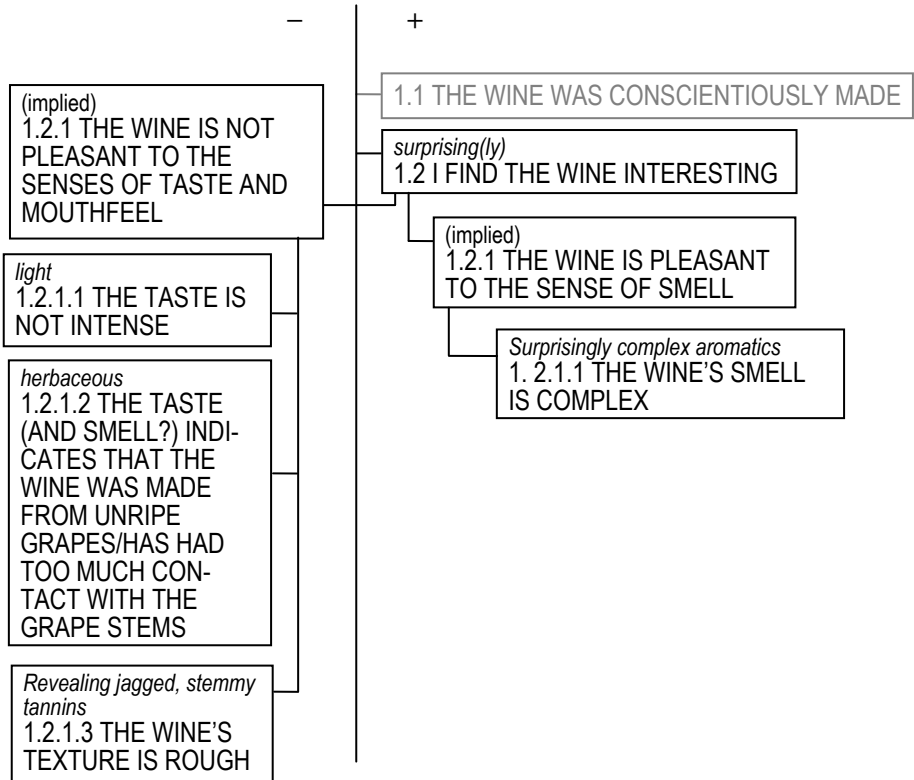 – +
1.1 THE WINE WAS CONSCIENTIOUSLY MADE
(implied)
1.2.1 THE WINE IS NOT
PLEASANT TO THE
SENSES OF TASTE AND
MOUTHFEEL
surprising(ly)
1.2 I FIND THE WINE INTERESTING
(implied)
1.2.1 THE WINE IS PLEASANT
TO THE SENSE OF SMELL
light
1.2.1.1 THE TASTE IS
NOT INTENSE
Surprisingly complex aromatics
1. 2.1.1 THE WINE’S SMELL
IS COMPLEX
herbaceous
1.2.1.2 THE TASTE
(AND SMELL?) INDI-
CATES THAT THE
WINE WAS MADE
FROM UNRIPE
GRAPES/HAS HAD
TOO MUCH CON-
TACT WITH THE
GRAPE STEMS
Revealing jagged, stemmy
tannins
1.2.1.3 THE WINE’S
TEXTURE IS ROUGH